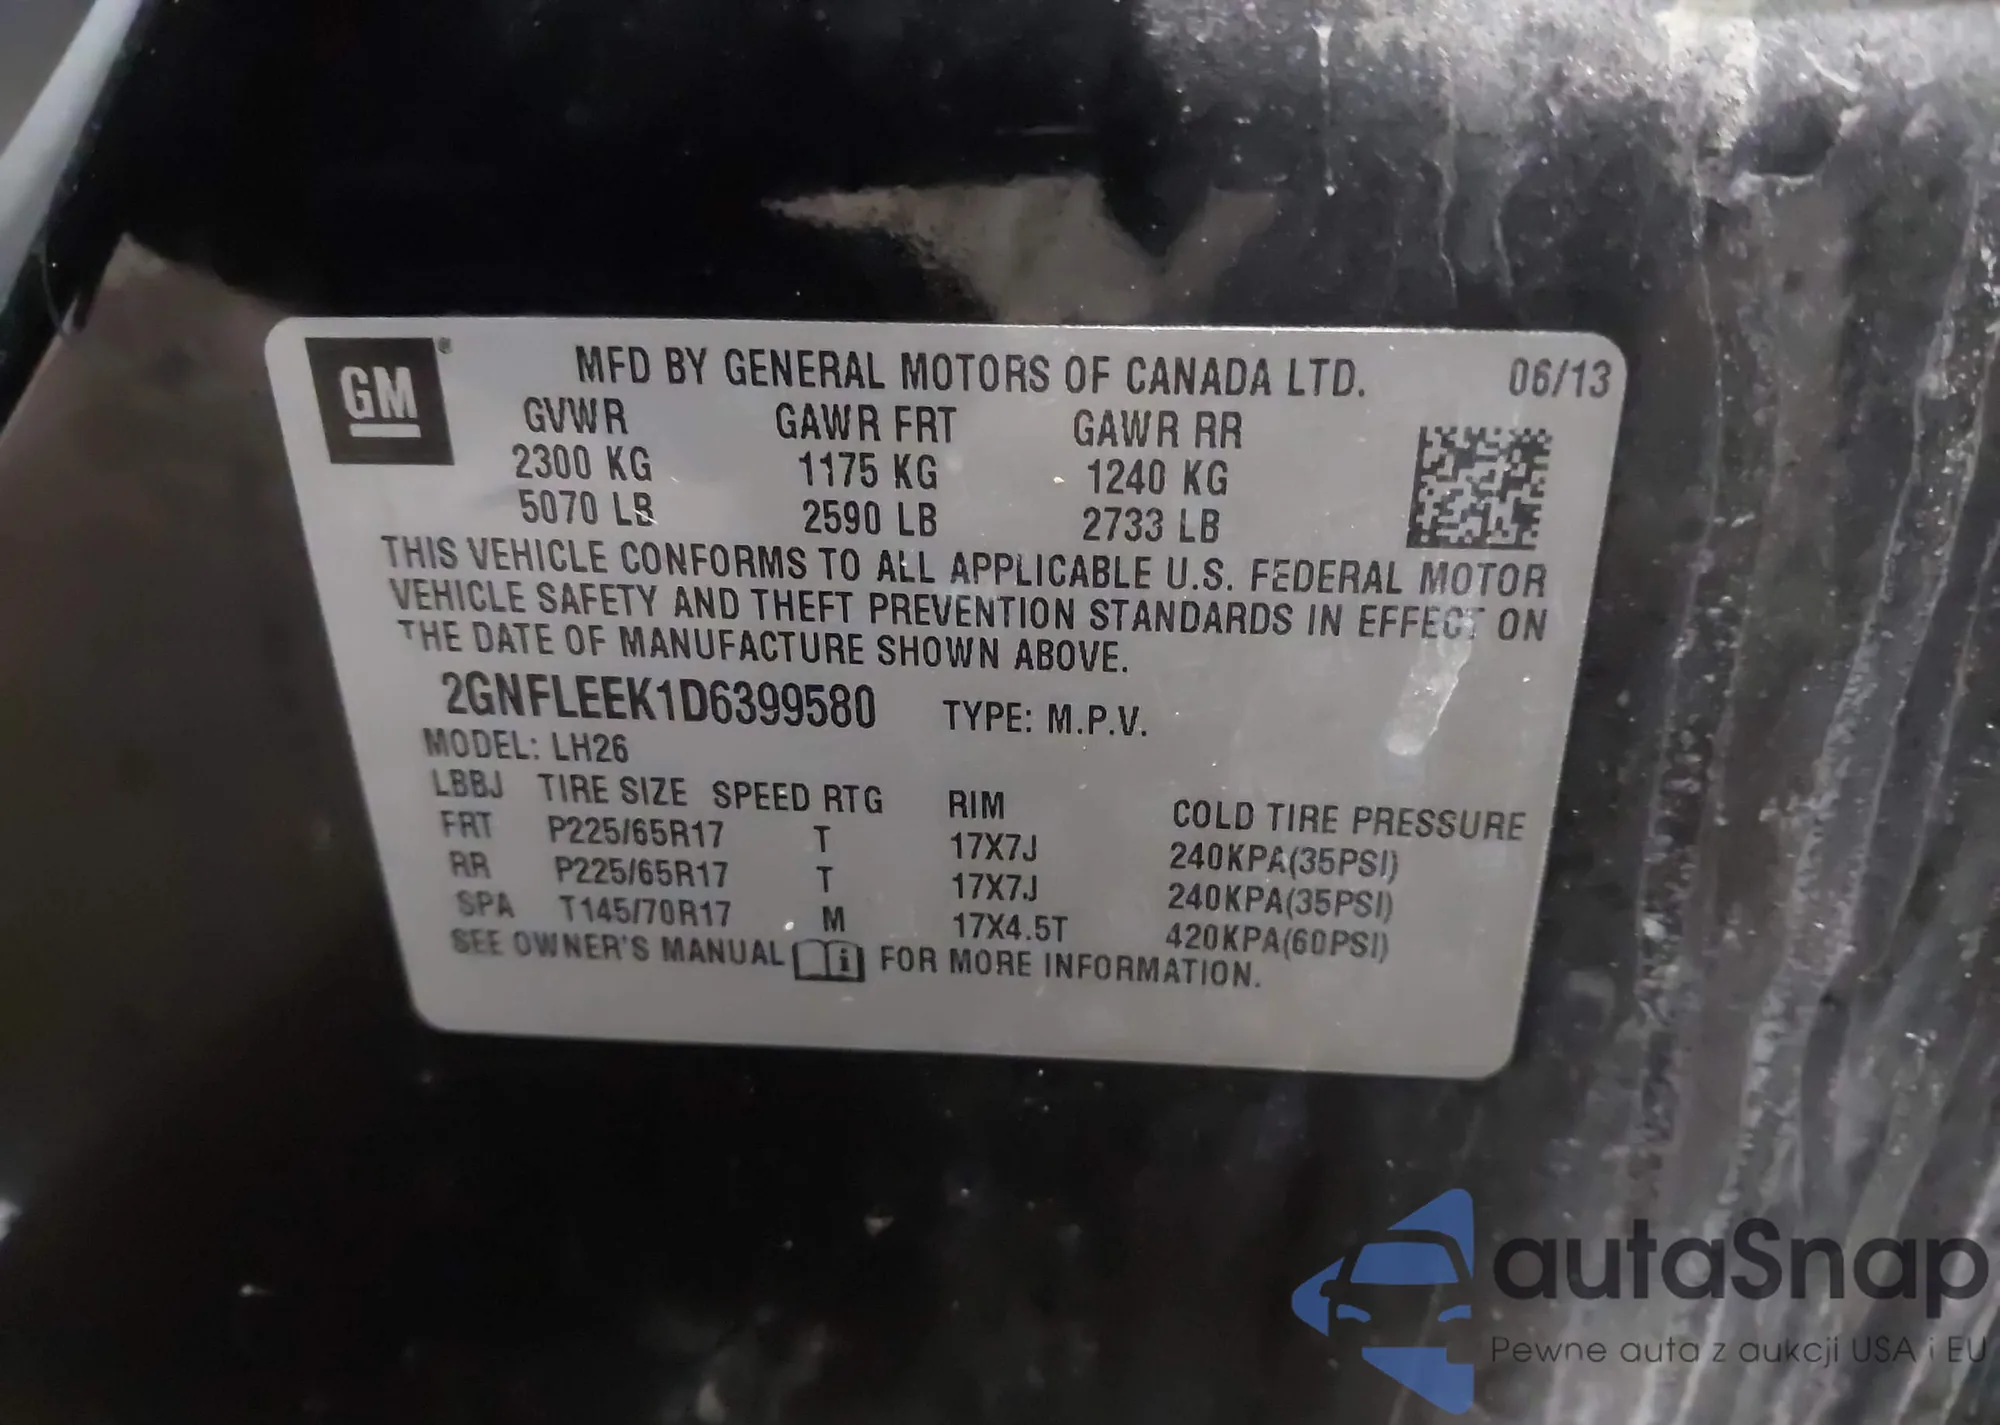 GM®
MFD BY GENERAL MOTORS OF CANADA LTD. 06/13
GVWR GAWR FRT GAWR RR
2300 KG 1175 KG 1240 KG
5070 LB 2590 LB 2733 LB
THIS VEHICLE CONFORMS TO ALL APPLICABLE U.S. FEDERAL MOTOR
VEHICLE SAFETY AND THEFT PREVENTION STANDARDS IN EFFECT ON
THE DATE OF MANUFACTURE SHOWN ABOVE.
2GNFLEEK1D6399580 TYPE: M.P.V.
MODEL: LH26
LBBJ TIRE SIZE SPEED RTG RIM COLD TIRE PRESSURE
FRT P225/65R17 T 17X7J 240KPA(35PSI)
RR P225/65R17 T 17X7J 240KPA(35PSI)
SPA T145/70R17 M 17X4.5T 420KPA(60PSI)
SEE OWNER'S MANUAL i FOR MORE INFORMATION.
autaSnap
Pewne auta z aukcji USA i EU